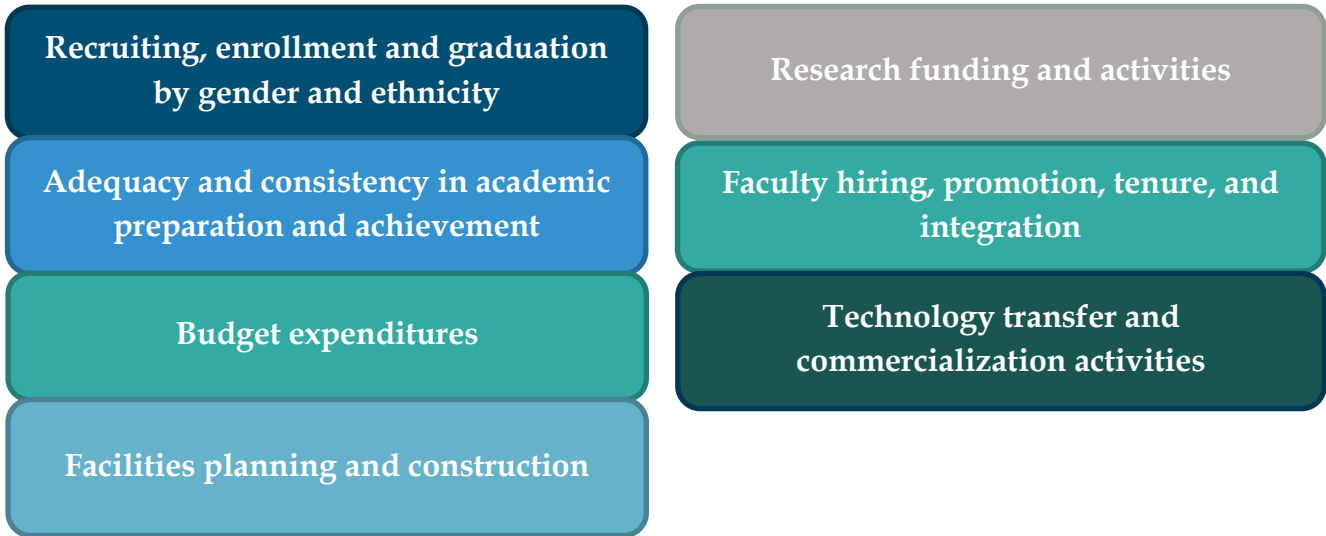 Recruiting, enrollment and graduation
by gender and ethnicity
Adequacy and consistency in academic
preparation and achievement
Budget expenditures
Facilities planning and construction
Research funding and activities
Faculty hiring, promotion, tenure, and
integration
Technology transfer and
commercialization activities